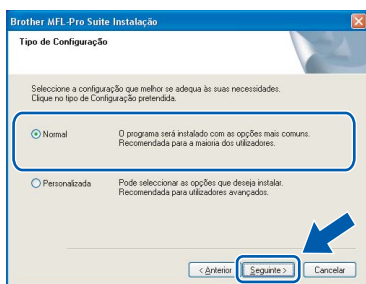 Brother MFL-Pro Suite Instalação
Tipo de Configuração
Seleccione a configuração que melhor se adequa às suas necessidades.
Clique no tipo de Configuração pretendida.
Normal
O programa será instalado com as opções mais comuns.
Recomendada para a maioria dos utilizadores.
Personalizada
Pode seleccionar as opções que deseja instalar.
Recomendada para utilizadores avançados.
< Anterior Seguinte > Cancelar